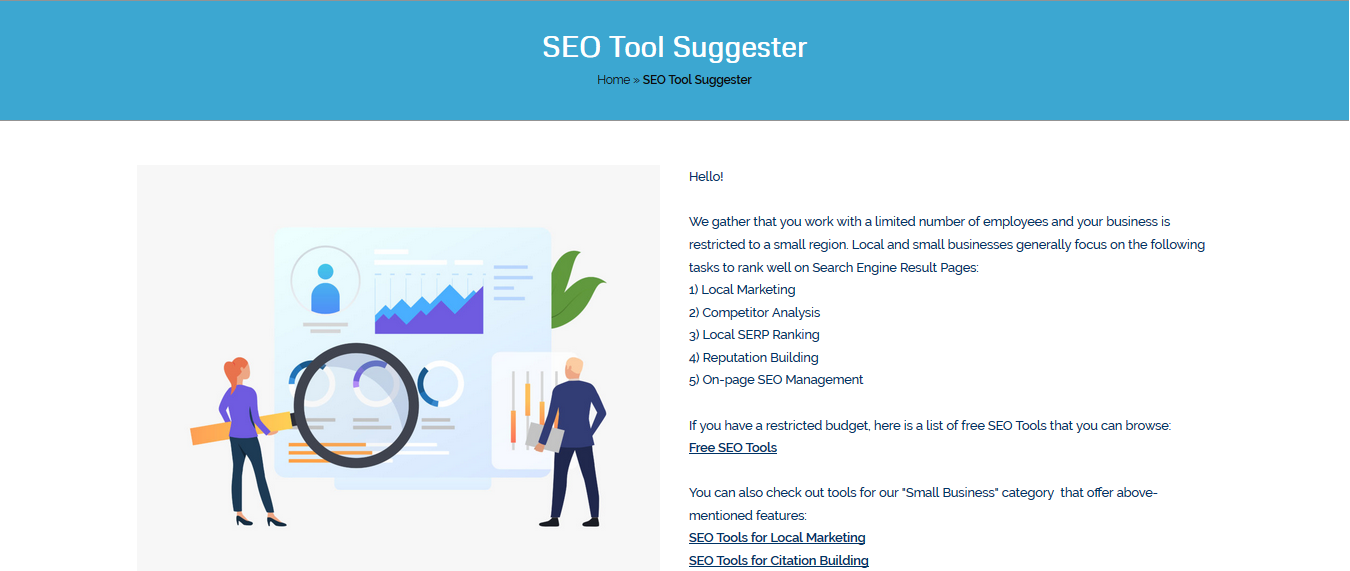 SEO Tool Suggester
Home » SEO Tool Suggester
Hello!
We gather that you work with a limited number of employees and your business is
restricted to a small region. Local and small businesses generally focus on the following
tasks to rank well on Search Engine Result Pages:
1) Local Marketing
2) Competitor Analysis
3) Local SERP Ranking
4) Reputation Building
5) On-page SEO Management
If you have a restricted budget, here is a list of free SEO Tools that you can browse:
Free SEO Tools
You can also check out tools for our "Small Business" category  that offer above-
mentioned features:
SEO Tools for Local Marketing
SEO Tools for Citation Building